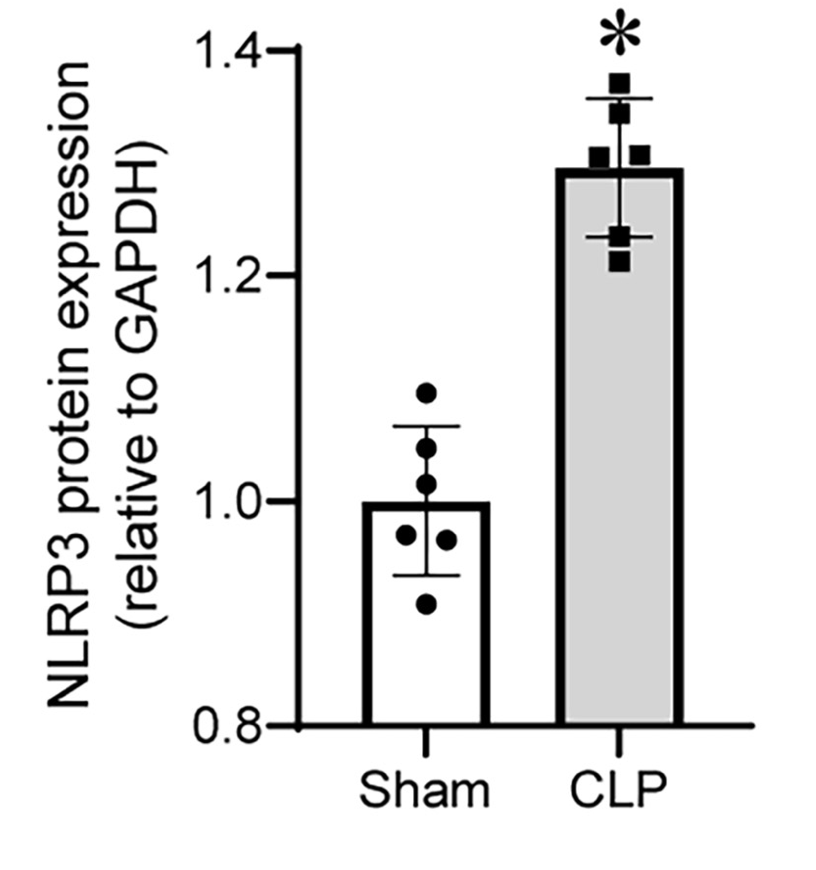 NLRP3 protein expression
(relative to GAPDH)
1.4
1.2
1.0
0.8
*
Sham
CLP